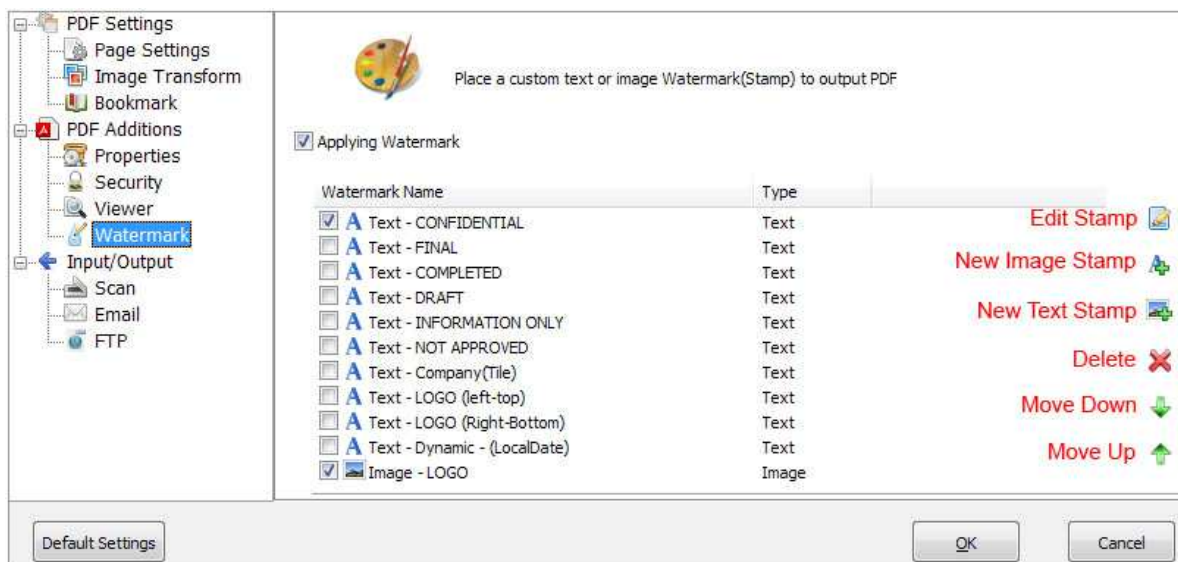 PDF Settings
Page Settings
Image Transform
Bookmark
PDF Additions
Properties
Security
Viewer
Watermark
Input/Output
Scan
Email
FTP
Place a custom text or image Watermark(Stamp) to output PDF
Applying Watermark
Watermark Name Type
A Text - CONFIDENTIAL Text
A Text - FINAL Text
A Text - COMPLETED Text
A Text - DRAFT Text
A Text - INFORMATION ONLY Text
A Text - NOT APPROVED Text
A Text - Company(Tile) Text
A Text - LOGO (left-top) Text
A Text - LOGO (Right-Bottom) Text
A Text - Dynamic - (LocalDate) Text
Image - LOGO Image
Edit Stamp
New Image Stamp
New Text Stamp
Delete
Move Down
Move Up
Default Settings
OK
Cancel